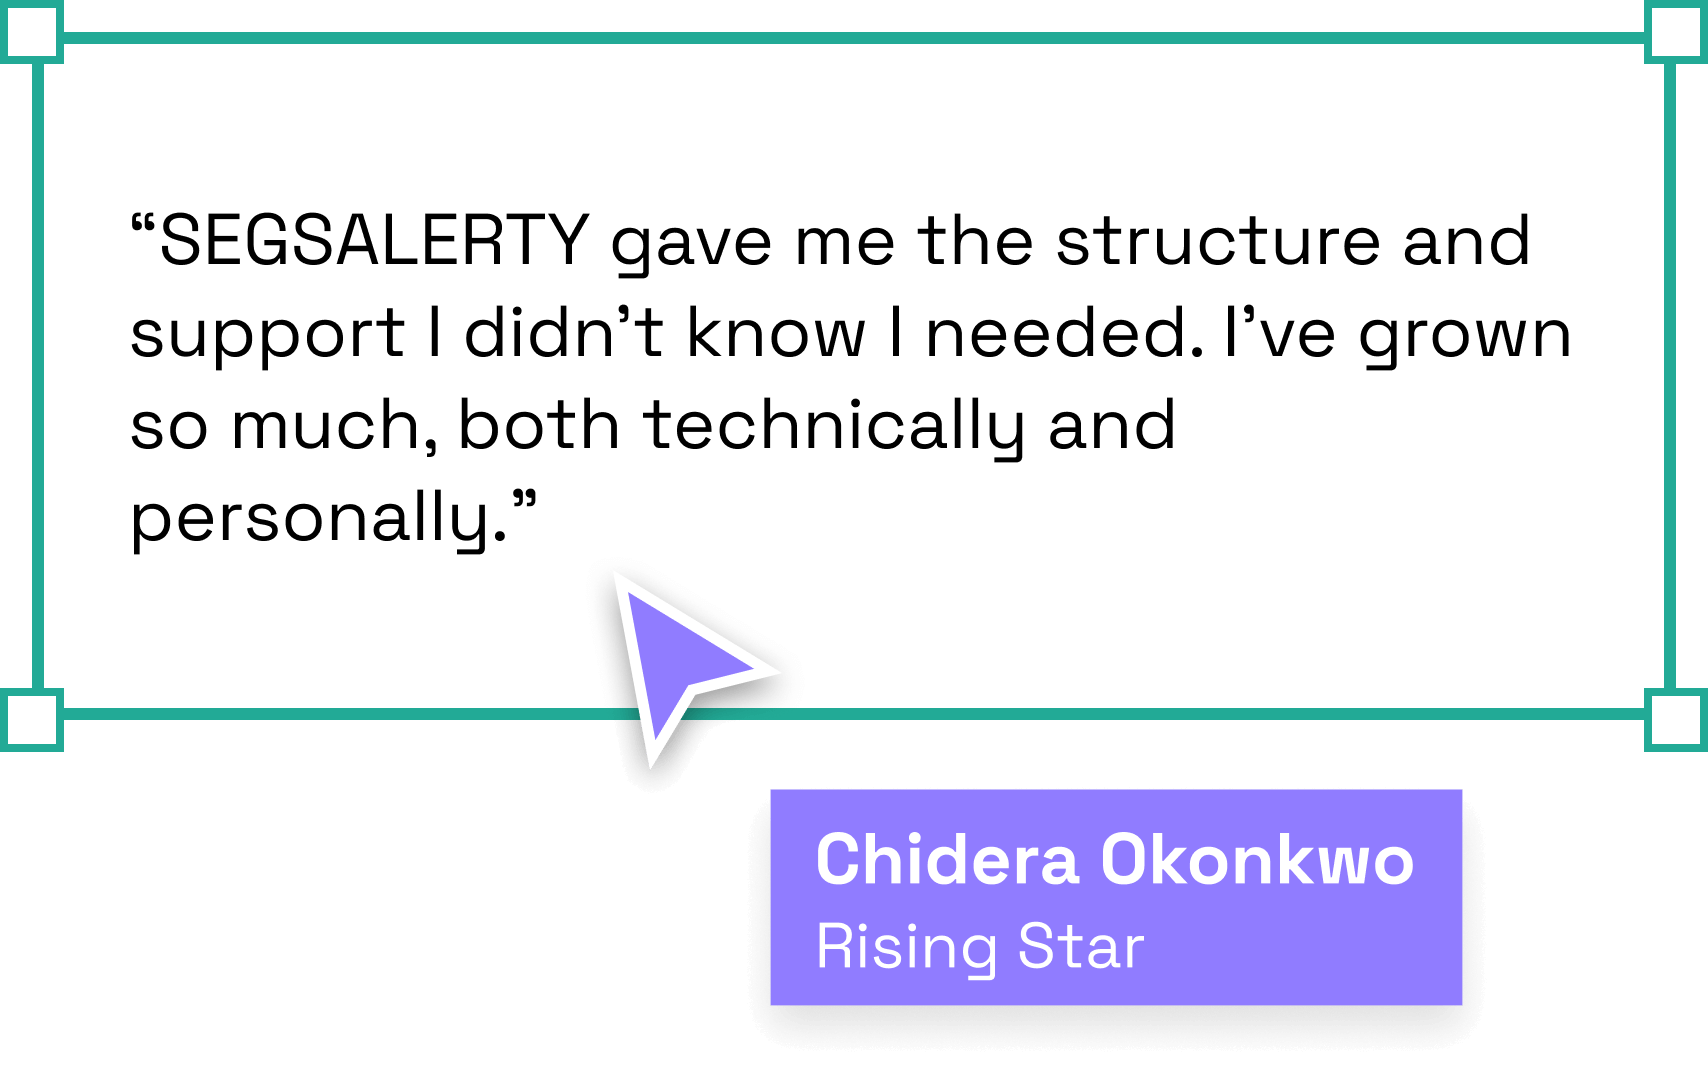 “SEGSALERTY gave me the structure and
support I didn’t know I needed. I’ve grown
so much, both technically and
personally.”
Chidera Okonkwo
Rising Star